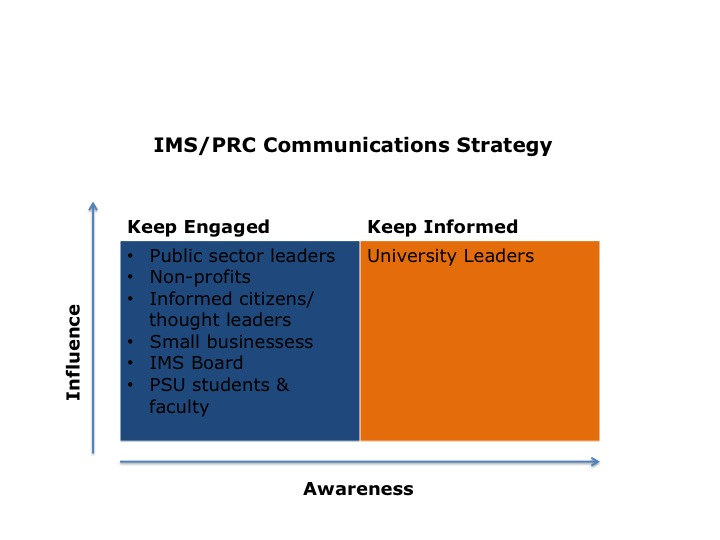 IMS/PRC Communications Strategy
Keep Engaged
Keep Informed
• Public sector leaders
• Non-profits
• Informed citizens/
thought leaders
• Small businessess
• IMS Board
• PSU students &
faculty
University Leaders
Influence
Awareness